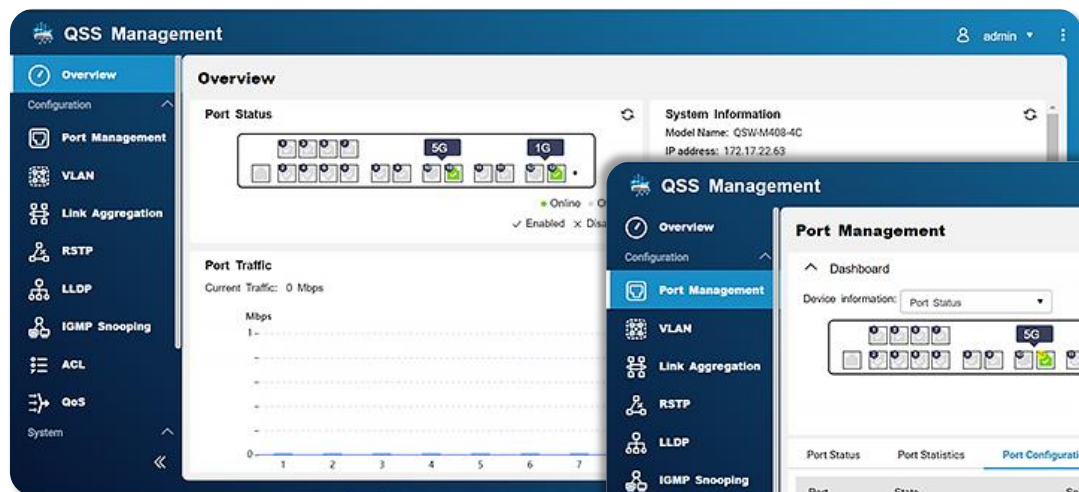 QSS Management
admin
Overview
Configuration
Port Management
VLAN
Link Aggregation
RSTP
LLDP
IGMP Snooping
ACL
QoS
System
Overview
Port Status
5G
1G
Online
Enabled
Port Traffic
Current Traffic: 0 Mbps
Mbps
1
0
1 2 3 4 5 6 7
System Information
Model Name: QSW-M408-4C
IP address: 172.17.22.63
QSS Management
Overview
Configuration
Port Management
VLAN
Link Aggregation
RSTP
LLDP
IGMP Snooping
Port Management
Dashboard
Device information: Port Status
5G
Port Status Port Statistics Port Configurati